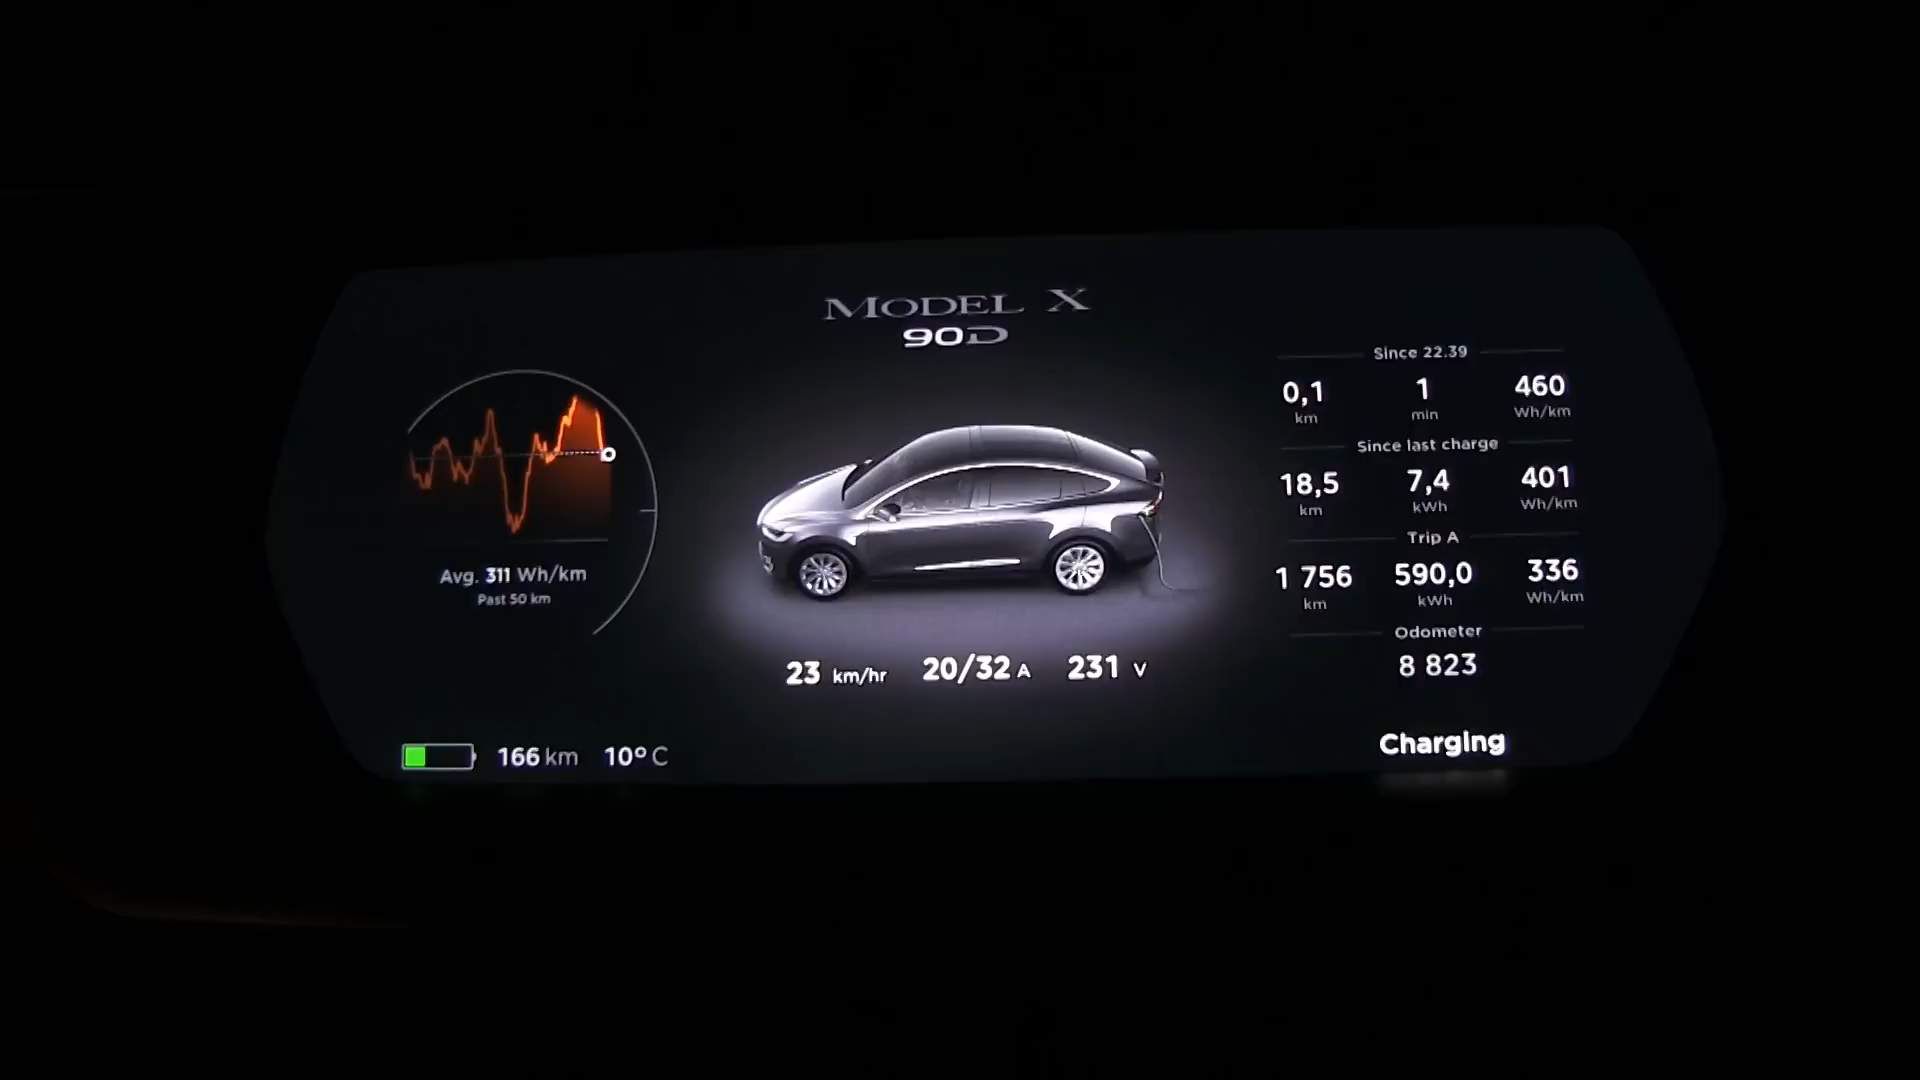 MODEL X
90D
Avg. 311 Wh/km
Past 50 km
23 km/hr 20/32 A 231 V
166 km 10° C
Since 22.39
0,1 1 460
km min Wh/km
Since last charge
18,5 7,4 401
km kWh Wh/km
Trip A
1 756 590,0 336
km kWh Wh/km
Odometer
8 823
Charging